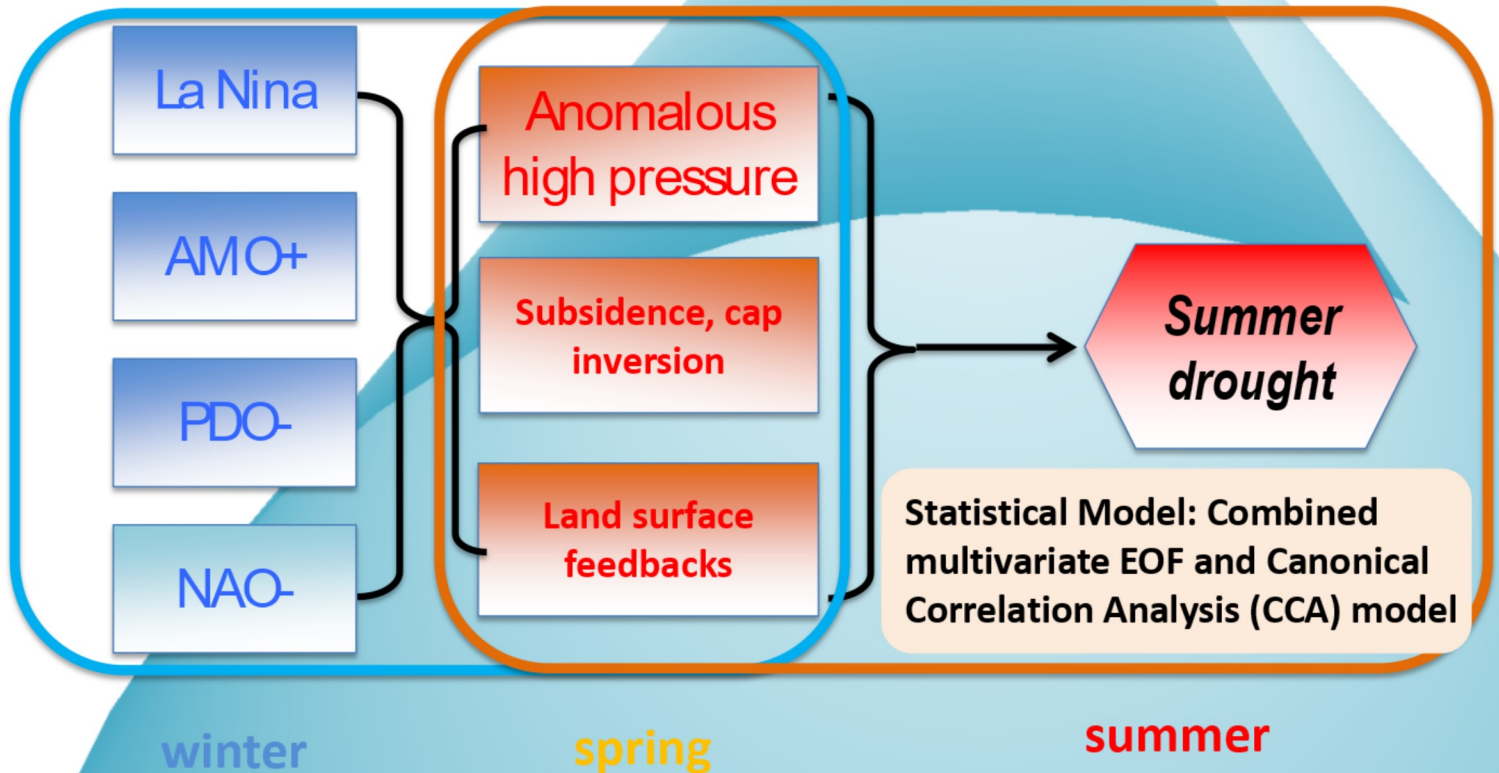 La Nina
AMO+
PDO-
NAO-
Anomalous
high pressure
Subsidence, cap
inversion
Land surface
feedbacks
Summer
drought
Statistical Model: Combined
multivariate EOF and Canonical
Correlation Analysis (CCA) model
winter
spring
summer